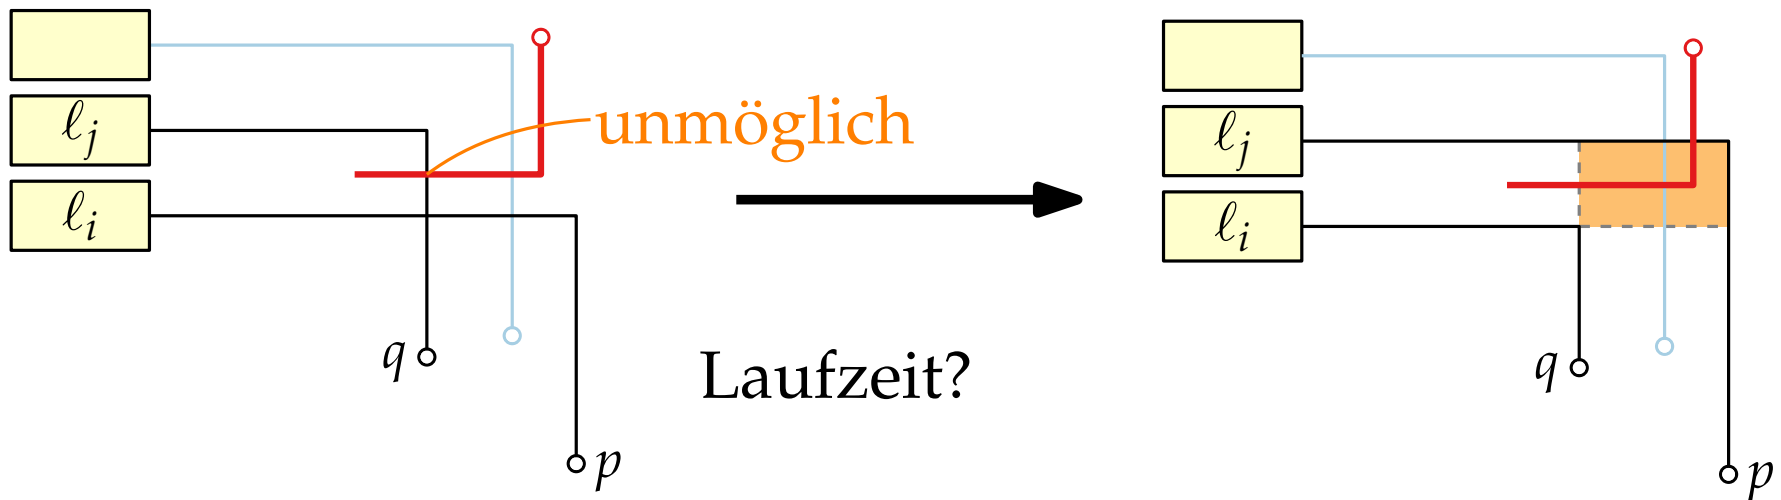 ℓj
ℓi
unmöglich
q
p
Laufzeit?
ℓj
ℓi
q
p